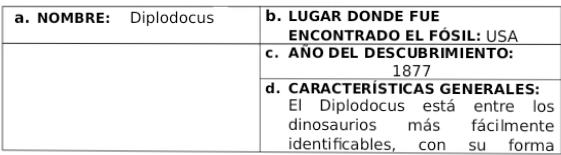 a. NOMBRE: Diplodocus
b. LUGAR DONDE FUE
ENCONTRADO EL FÓSIL: USA
c. AÑO DEL DESCUBRIMIENTO:
1877
d. CARACTERÍSTICAS GENERALES:
El Diplodocus está entre los
dinosaurios más fácilmente
identificables, con su forma